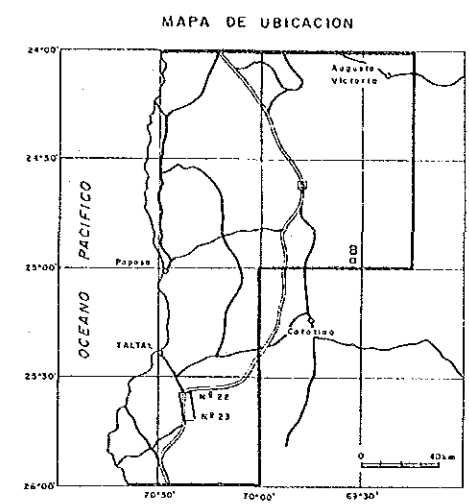 MAPA DE UBICACION
24°00'
Augusta
Victoria
24°50'
OCEANO PACIFICO
8
a
Paposo
25°00'
Catalina
TALTAL
25°30'
Nº 22
Nº 23
0 40km
26°00'
70°30' 70°00' 69°30'